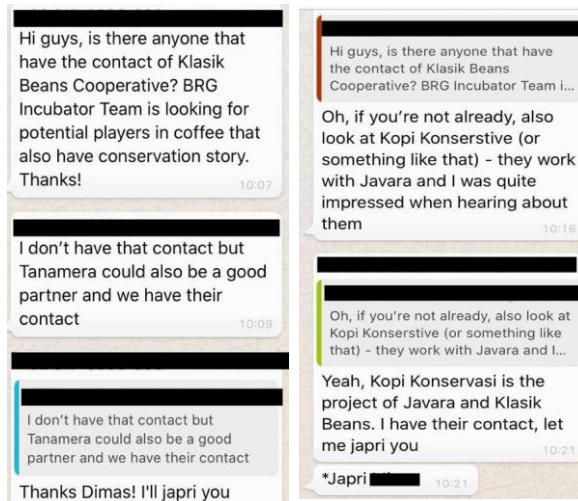 Hi guys, is there anyone that
have the contact of Klasik
Beans Cooperative? BRG
Incubator Team is looking for
potential players in coffee that
also have conservation story.
Thanks!
10:07
I don't have that contact but
Tanamera could also be a good
partner and we have their
contact
10:09
I don't have that contact but
Tanamera could also be a good
partner and we have their contact
Thanks Dimas! I'll japri you
Hi guys, is there anyone that have
the contact of Klasik Beans
Cooperative? BRG Incubator Team i...
Oh, if you're not already, also
look at Kopi Konserstive (or
something like that) - they work
with Javara and I was quite
impressed when hearing about
them
10:16
Oh, if you're not already, also look at
Kopi Konserstive (or something like
that) - they work with Javara and I...
Yeah, Kopi Konservasi is the
project of Javara and Klasik
Beans. I have their contact, let
me japri you
10:21
*Japri
10:21